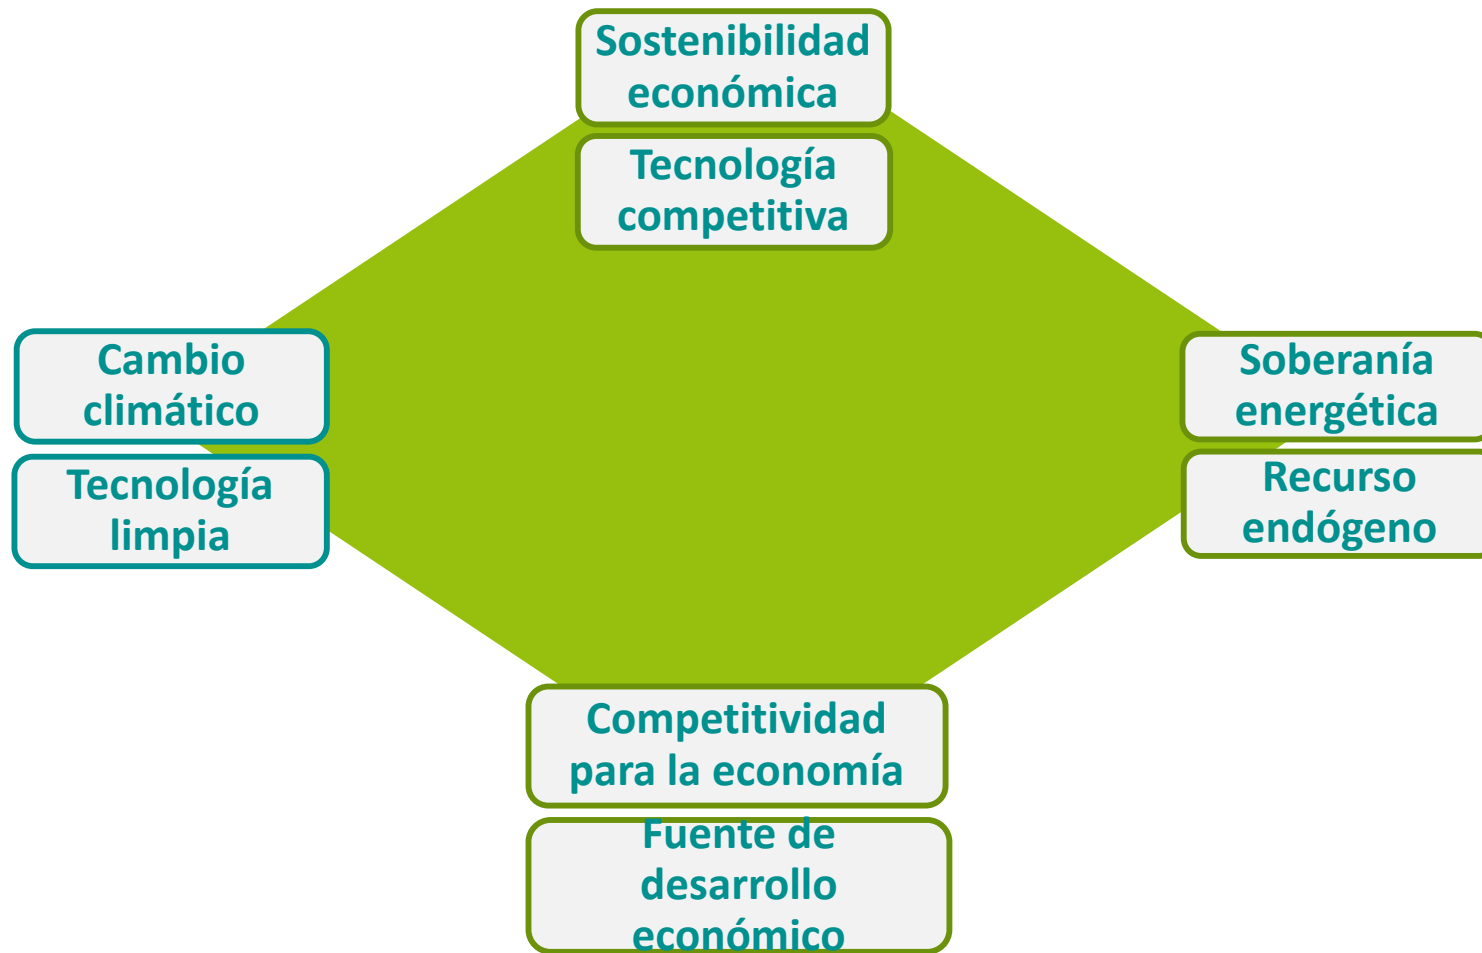 Sostenibilidad
económica
Tecnología
competitiva
Cambio
climático
Tecnología
limpia
Soberanía
energética
Recurso
endógeno
Competitividad
para la economía
Fuente de
desarrollo
económico